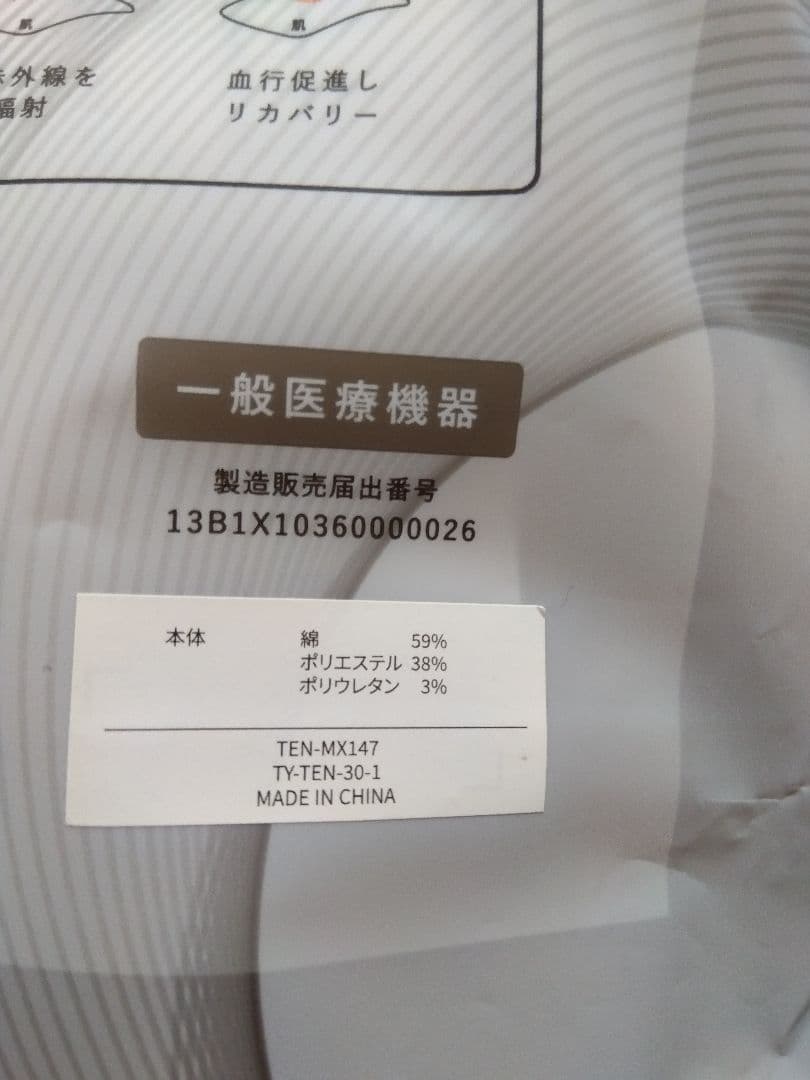 肌
肌
外線を
輻射
血行促進し
リカバリー
一般医療機器
製造販売届出番号
13B1X10360000026
本体 綿 59%
ポリエステル 38%
ポリウレタン 3%
TEN-MX147
TY-TEN-30-1
MADE IN CHINA